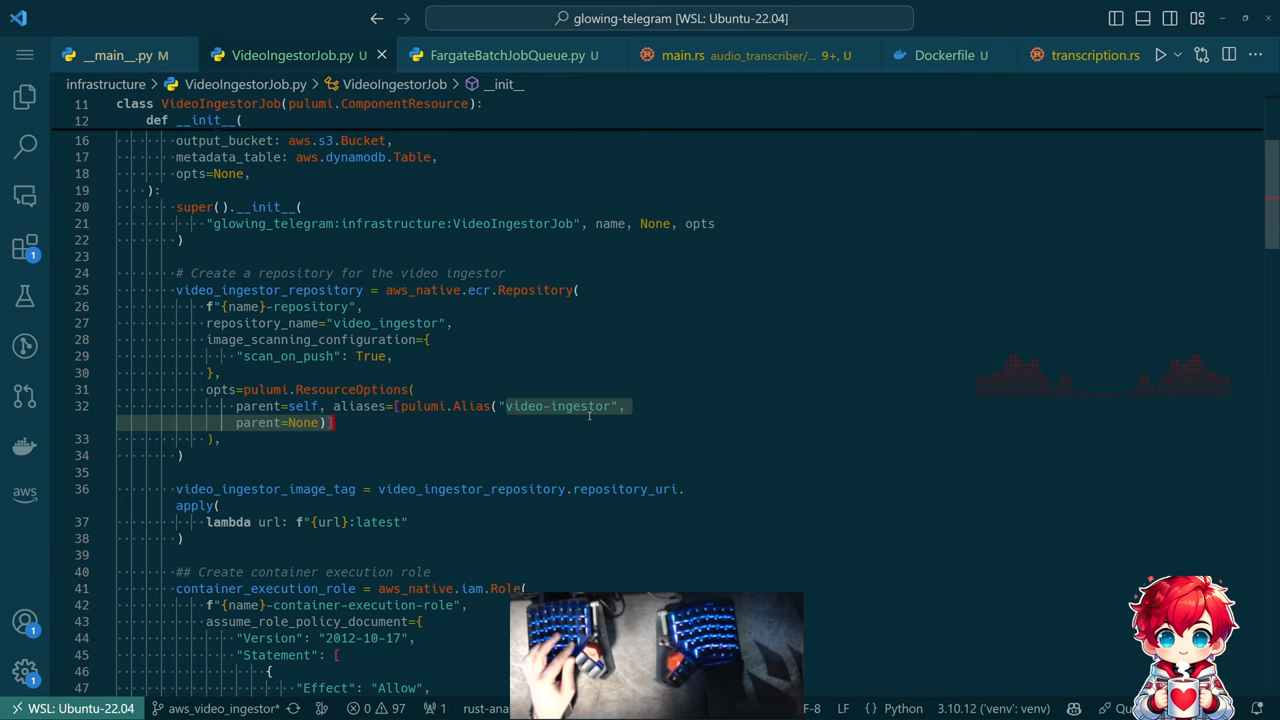 glowing-telegram [WSL: Ubuntu-22.04]
__main__.py M
VideoIngestorJob.py U
FargateBatchJobQueue.py U
main.rs audio_transcriber/... 9+, U
Dockerfile U
transcription.rs
infrastructure > VideoIngestorJob.py > VideoIngestorJob > __init__
11 class VideoIngestorJob(pulumi.ComponentResource):
12 def __init__(
16 output_bucket: aws.s3.Bucket,
17 metadata_table: aws.dynamodb.Table,
18 opts=None,
19 ):
20 super().__init__(
21 "glowing_telegram:infrastructure:VideoIngestorJob", name, None, opts
22 )
23
24 # Create a repository for the video ingestor
25 video_ingestor_repository = aws_native.ecr.Repository(
26 f"{name}-repository",
27 repository_name="video_ingestor",
28 image_scanning_configuration={
29 "scan_on_push": True,
30 },
31 opts=pulumi.ResourceOptions(
32 parent=self, aliases=[pulumi.Alias("video-ingestor",
parent=None)]
33 ),
34 )
35
36 video_ingestor_image_tag = video_ingestor_repository.repository_uri.
apply(
37 lambda url: f"{url}:latest"
38 )
39
40 ## Create container execution role
41 container_execution_role = aws_native.iam.Role(
42 f"{name}-container-execution-role",
43 assume_role_policy_document={
44 "Version": "2012-10-17",
45 "Statement": [
46 {
47 "Effect": "Allow",
1
aws
1
1
WSL: Ubuntu-22.04 aws_video_ingestor* 0 97 1 rust-ana F-8 LF {} Python 3.10.12 ('venv': venv) Qu